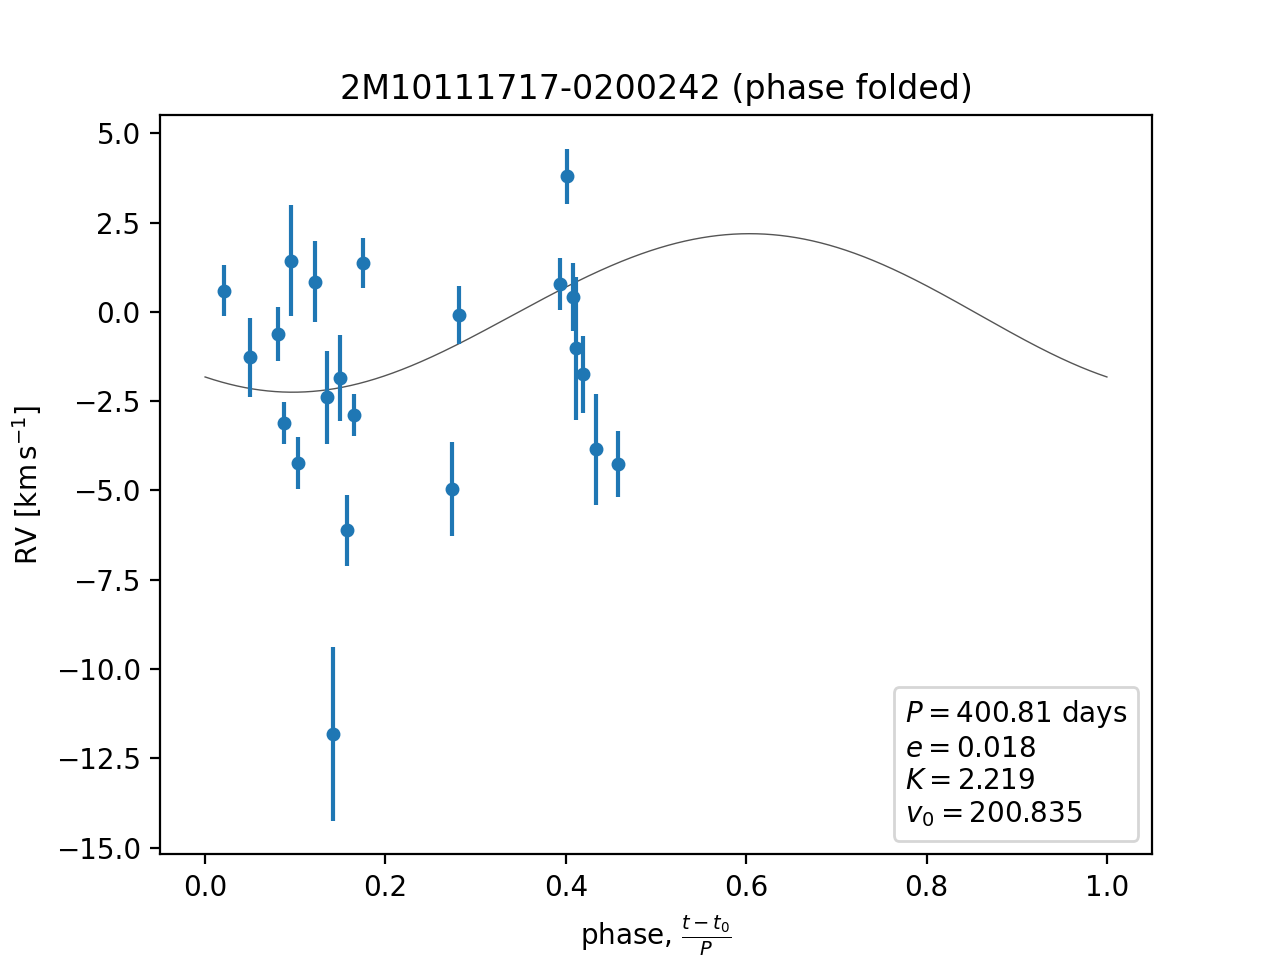 2M10111717-0200242 (phase folded)
RV [km s⁻¹]
5.0
2.5
0.0
−2.5
−5.0
−7.5
−10.0
−12.5
−15.0
P = 400.81 days
e = 0.018
K = 2.219
v₀ = 200.835
0.0 0.2 0.4 0.6 0.8 1.0
phase, (t − t₀)/P